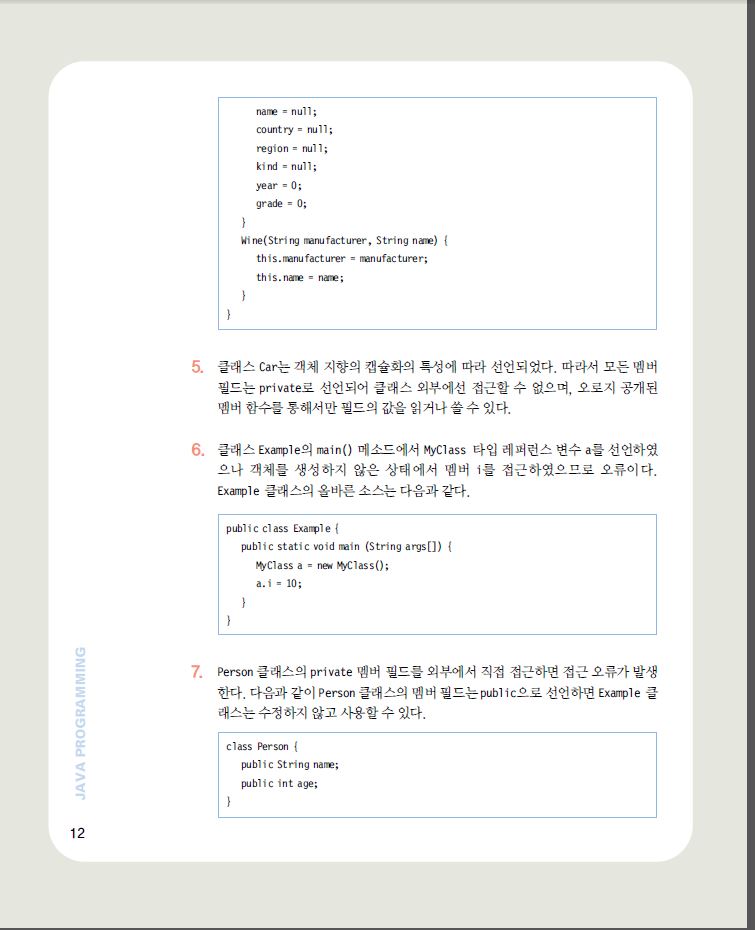 name = null;
country = null;
region = null;
kind = null;
year = 0;
grade = 0;
}
Wine(String manufacturer, String name) {
this.manufacturer = manufacturer;
this.name = name;
}
}
5. 클래스 Car는 객체 지향의 캡슐화의 특성에 따라 선언되었다. 따라서 모든 멤버
필드는 private로 선언되어 클래스 외부에선 접근할 수 없으며, 오로지 공개된
멤버 함수를 통해서만 필드의 값을 읽거나 쓸 수 있다.
6. 클래스 Example의 main() 메소드에서 MyClass 타입 레퍼런스 변수 a를 선언하였
으나 객체를 생성하지 않은 상태에서 멤버 i를 접근하였으므로 오류이다.
Example 클래스의 올바른 소스는 다음과 같다.
public class Example {
public static void main (String args[]) {
MyClass a = new MyClass();
a.i = 10;
}
}
7. Person 클래스의 private 멤버 필드를 외부에서 직접 접근하면 접근 오류가 발생
한다. 다음과 같이 Person 클래스의 멤버 필드는 public으로 선언하면 Example 클
래스는 수정하지 않고 사용할 수 있다.
class Person {
public String name;
public int age;
}
JAVA PROGRAMMING
12